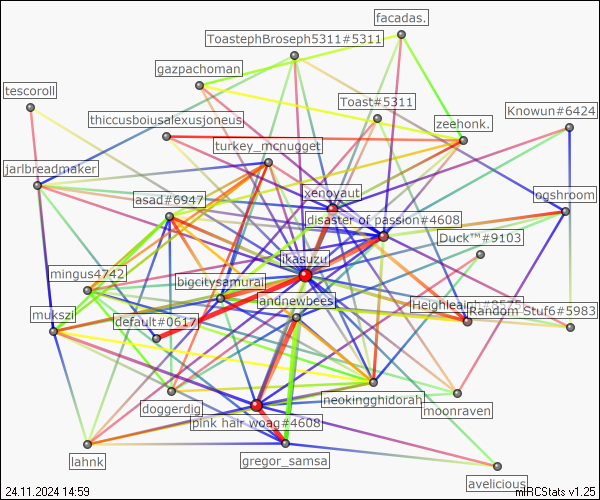 facadas.
ToastephBroseph5311#5311
gazpachoman
tescoroll
Toast#5311
Knowun#6424
thiccusboiusalexusjoneus
zeehonk.
turkey_mcnugget
jarlbreadmaker
xenoyaut
asad#6947
ogshroom
disaster of passion#4608
Duck™#9103
ikasuzu
mingus4742
bigcitysamurai
andnewbees
mukszi
default#0617
Random Stuf6#5983
neokingghidorah
doggerdig
moonraven
pink hair woag#4608
lahnk
gregor_samsa
avelicious
24.11.2024 14:59
mIRCStats v1.25